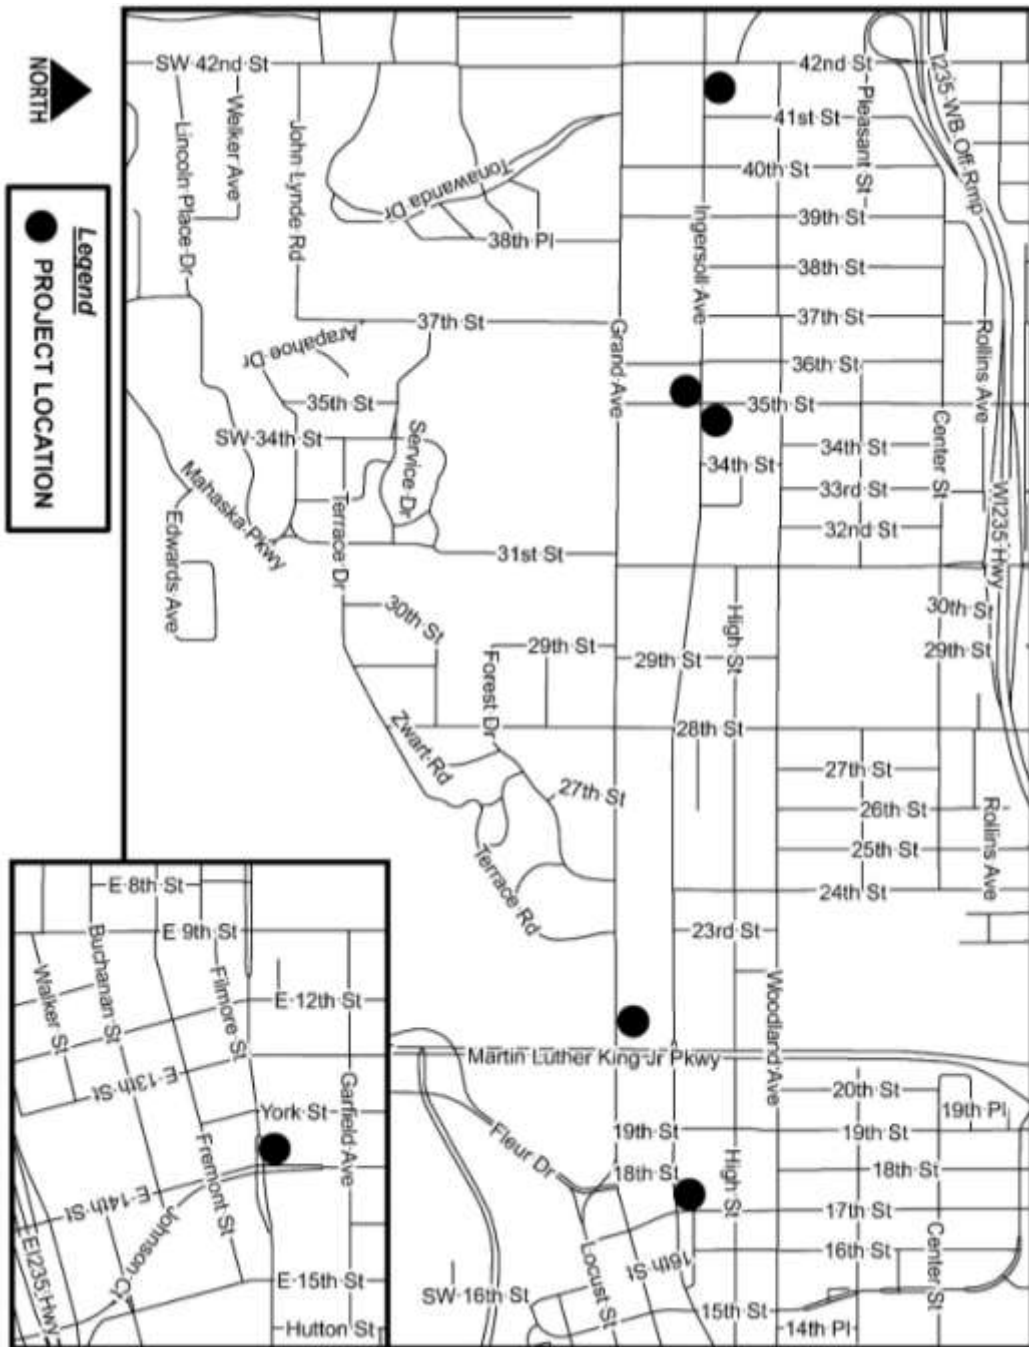 NORTH
Legend
PROJECT LOCATION
SW 42nd St
42nd St
I235 WB Off Rmp
Pleasant St
41st St
Welker Ave
Lincoln Place Dr
John Lynde Rd
Tonawanda Dr
40th St
39th St
38th Pl
Ingersoll Ave
38th St
37th St
37th St
Rollins Ave
Grand Ave
Arapahoe Dr
36th St
35th St
35th St
Center St
SW 34th St
Service Dr
34th St
34th St
33rd St
WI235 Hwy
Mahaska Pkwy
Edwards Ave
Terrace Dr
32nd St
31st St
30th St
High St
30th St
29th St
29th St
29th St
Forest Dr
28th St
Zwart Rd
27th St
27th St
26th St
Rollins Ave
25th St
Terrace Rd
24th St
23rd St
Woodland Ave
Martin Luther King Jr Pkwy
20th St
19th Pl
19th St
19th St
Fleur Dr
18th St
High St
18th St
17th St
16th St
Locust St
16th St
Center St
SW 16th St
15th St
14th Pl
E 8th St
E 9th St
Buchanan St
Filmore St
Walker St
E 12th St
E 13th St
Garfield Ave
York St
Fremont St
E 14th St
Johnson Ct
EI235 Hwy
E 15th St
Hutton St